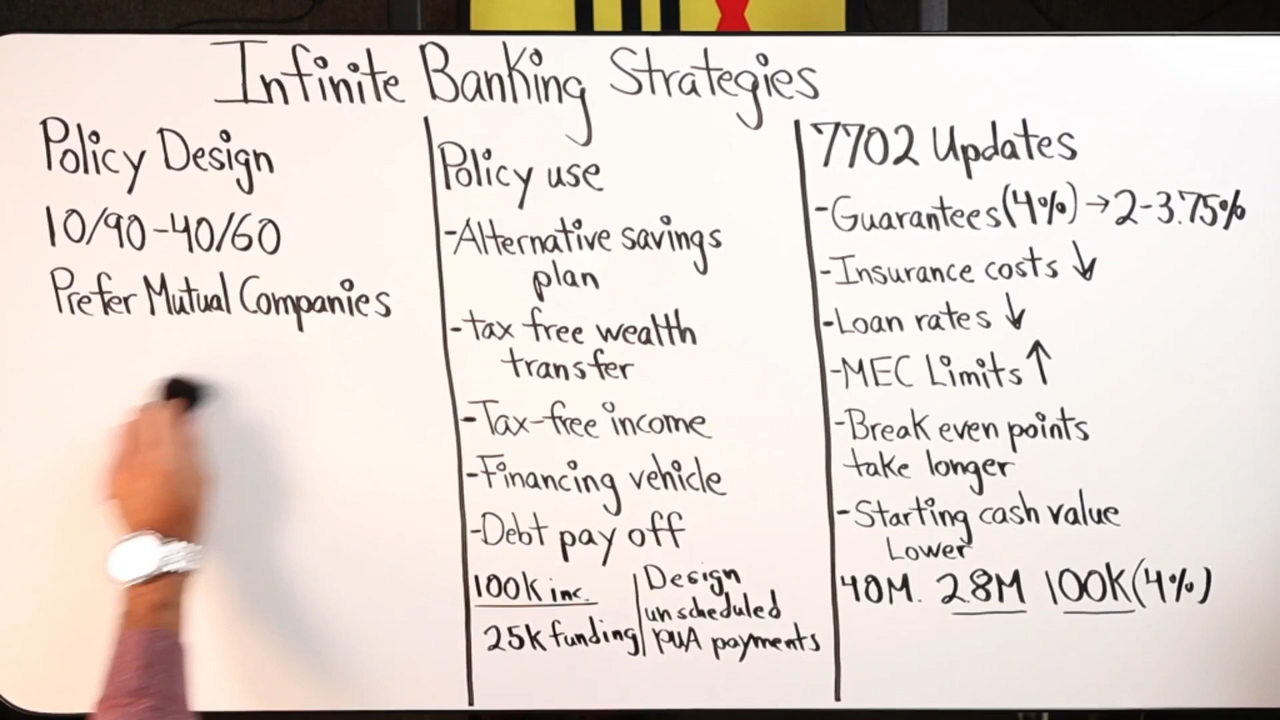 Infinite Banking Strategies
Policy Design
10/90-40/60
Prefer Mutual Companies
Policy use
-Alternative savings
plan
-tax free wealth
transfer
-Tax-free income
-Financing vehicle
-Debt pay off
100K inc.
25K funding
Design
unscheduled
PUA payments
7702 Updates
-Guarantees(4%)→2-3.75%
-Insurance costs ↓
-Loan rates ↓
-MEC Limits ↑
-Break even points
take longer
-Starting cash value
Lower
40M. 28M 100K(4%)